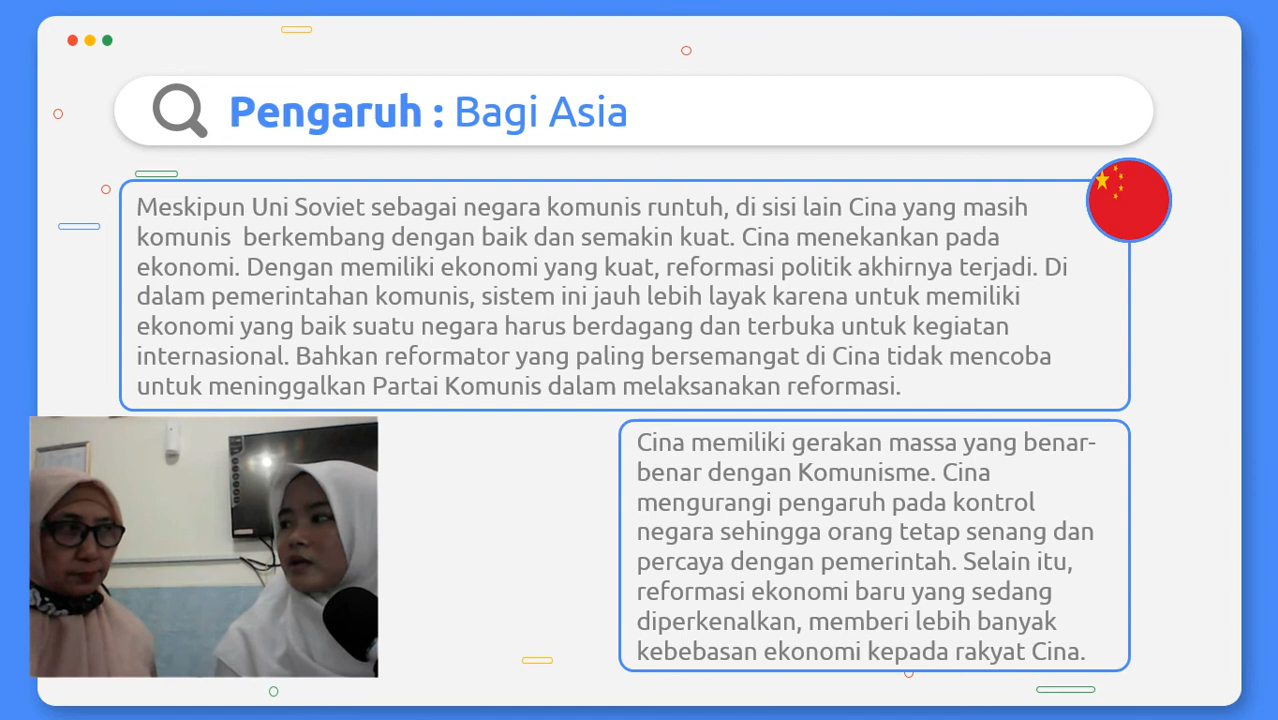 Pengaruh : Bagi Asia
Meskipun Uni Soviet sebagai negara komunis runtuh, di sisi lain Cina yang masih
komunis  berkembang dengan baik dan semakin kuat. Cina menekankan pada
ekonomi. Dengan memiliki ekonomi yang kuat, reformasi politik akhirnya terjadi. Di
dalam pemerintahan komunis, sistem ini jauh lebih layak karena untuk memiliki
ekonomi yang baik suatu negara harus berdagang dan terbuka untuk kegiatan
internasional. Bahkan reformator yang paling bersemangat di Cina tidak mencoba
untuk meninggalkan Partai Komunis dalam melaksanakan reformasi.
Cina memiliki gerakan massa yang benar-
benar dengan Komunisme. Cina
mengurangi pengaruh pada kontrol
negara sehingga orang tetap senang dan
percaya dengan pemerintah. Selain itu,
reformasi ekonomi baru yang sedang
diperkenalkan, memberi lebih banyak
kebebasan ekonomi kepada rakyat Cina.